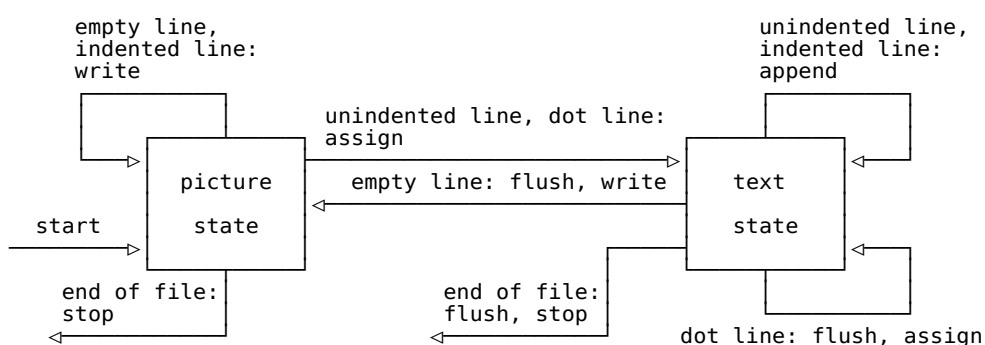 empty line,
indented line:
write
unindented line,
indented line:
append
unindented line, dot line:
assign
picture
state
empty line: flush, write
text
state
start
end of file:
stop
end of file:
flush, stop
dot line: flush, assign